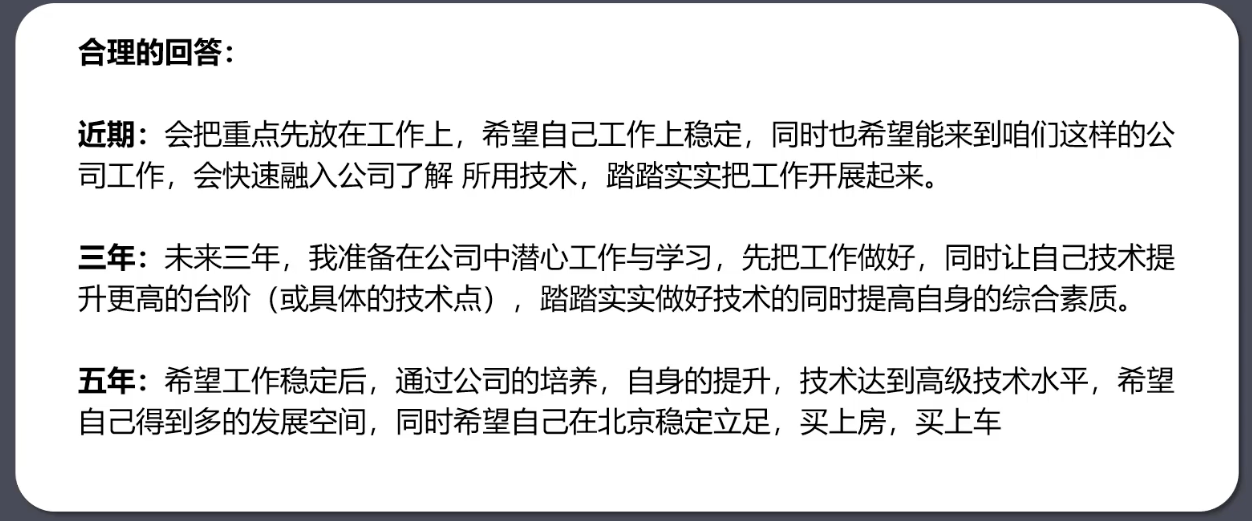 合理的回答：
近期：会把重点先放在工作上，希望自己工作上稳定，同时也希望能来到咱们这样的公
司工作，会快速融入公司了解 所用技术，踏踏实实把工作开展起来。
三年：未来三年，我准备在公司中潜心工作与学习，先把工作做好，同时让自己技术提
升更高的台阶（或具体的技术点），踏踏实实做好技术的同时提高自身的综合素质。
五年：希望工作稳定后，通过公司的培养，自身的提升，技术达到高级技术水平，希望
自己得到多的发展空间，同时希望自己在北京稳定立足，买上房，买上车